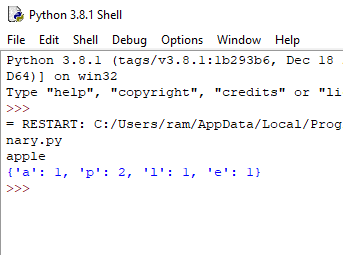 Python 3.8.1 Shell
File Edit Shell Debug Options Window Help
Python 3.8.1 (tags/v3.8.1:1b293b6, Dec 18
D64)] on win32
Type "help", "copyright", "credits" or "li
>>>
= RESTART: C:/Users/ram/AppData/Local/Prog
nary.py
apple
{'a': 1, 'p': 2, 'l': 1, 'e': 1}
>>>